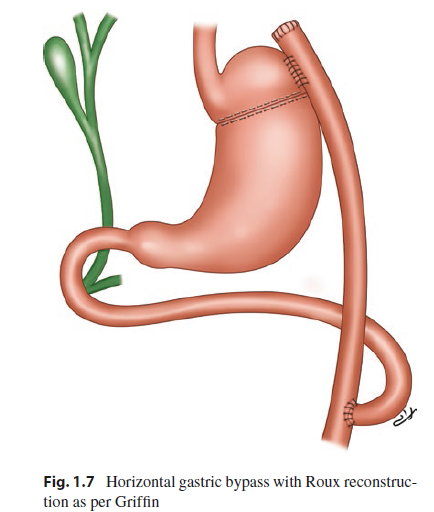 Fig. 1.7 Horizontal gastric bypass with Roux reconstruc-
tion as per Griffin